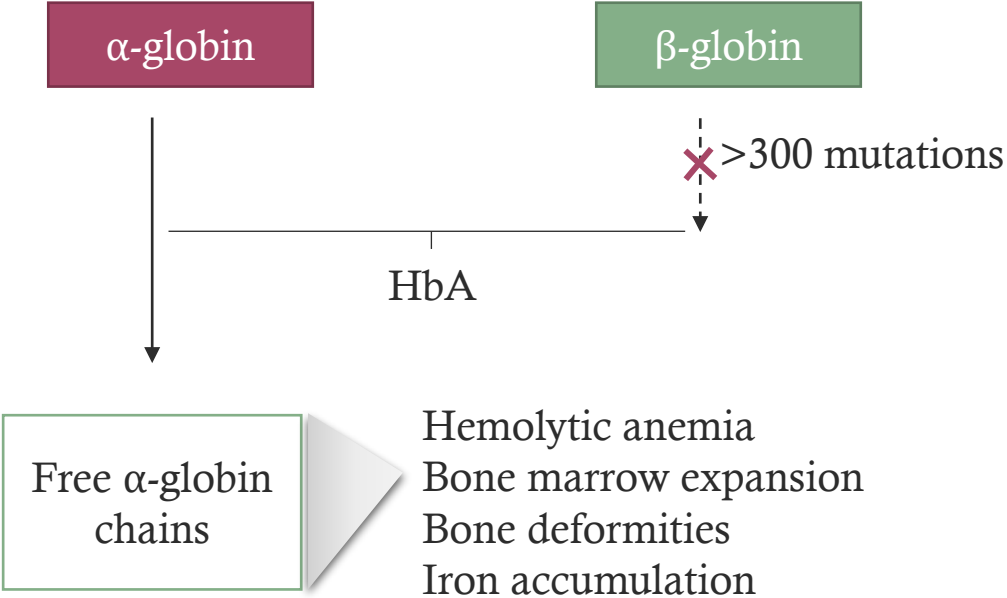 α-globin
β-globin
>300 mutations
HbA
Free α-globin
chains
Hemolytic anemia
Bone marrow expansion
Bone deformities
Iron accumulation